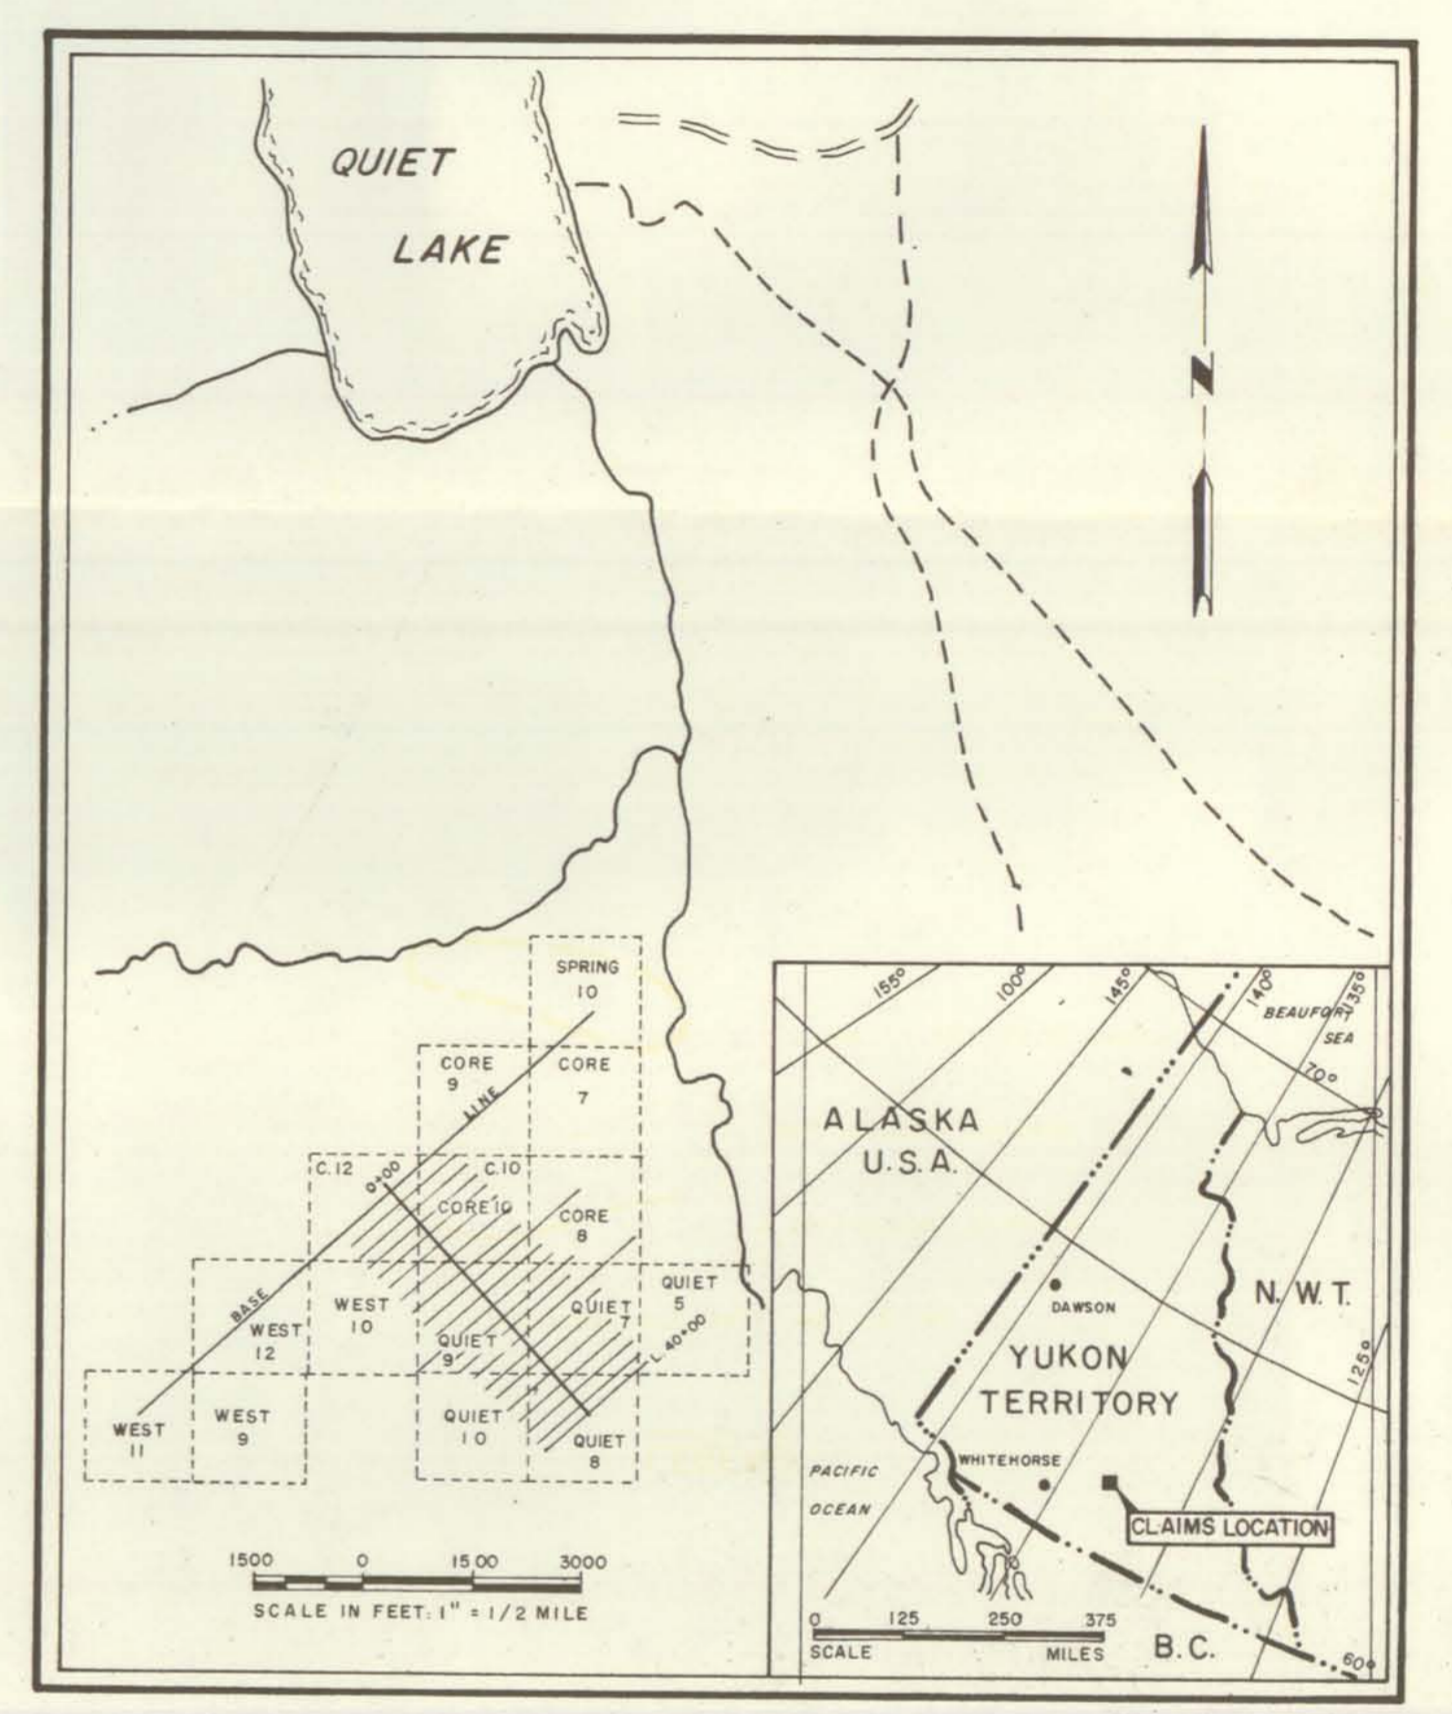 QUIET
LAKE
N
SPRING
10
CORE
9
CORE
7
LINE
C.12
0+00
C.10
CORE 10
CORE
8
BASE
WEST
12
WEST
10
QUIET
9
QUIET
7
QUIET
5
L 40+00
WEST
11
WEST
9
QUIET
10
QUIET
8
1500 0 1500 3000
SCALE IN FEET: 1" = 1/2 MILE
155°
100°
145°
140°
135°
BEAUFORT
SEA
70°
ALASKA
U.S.A.
DAWSON
N.W.T.
YUKON
TERRITORY
125°
WHITEHORSE
PACIFIC
OCEAN
CLAIMS LOCATION
0 125 250 375
SCALE MILES
B.C.
60°